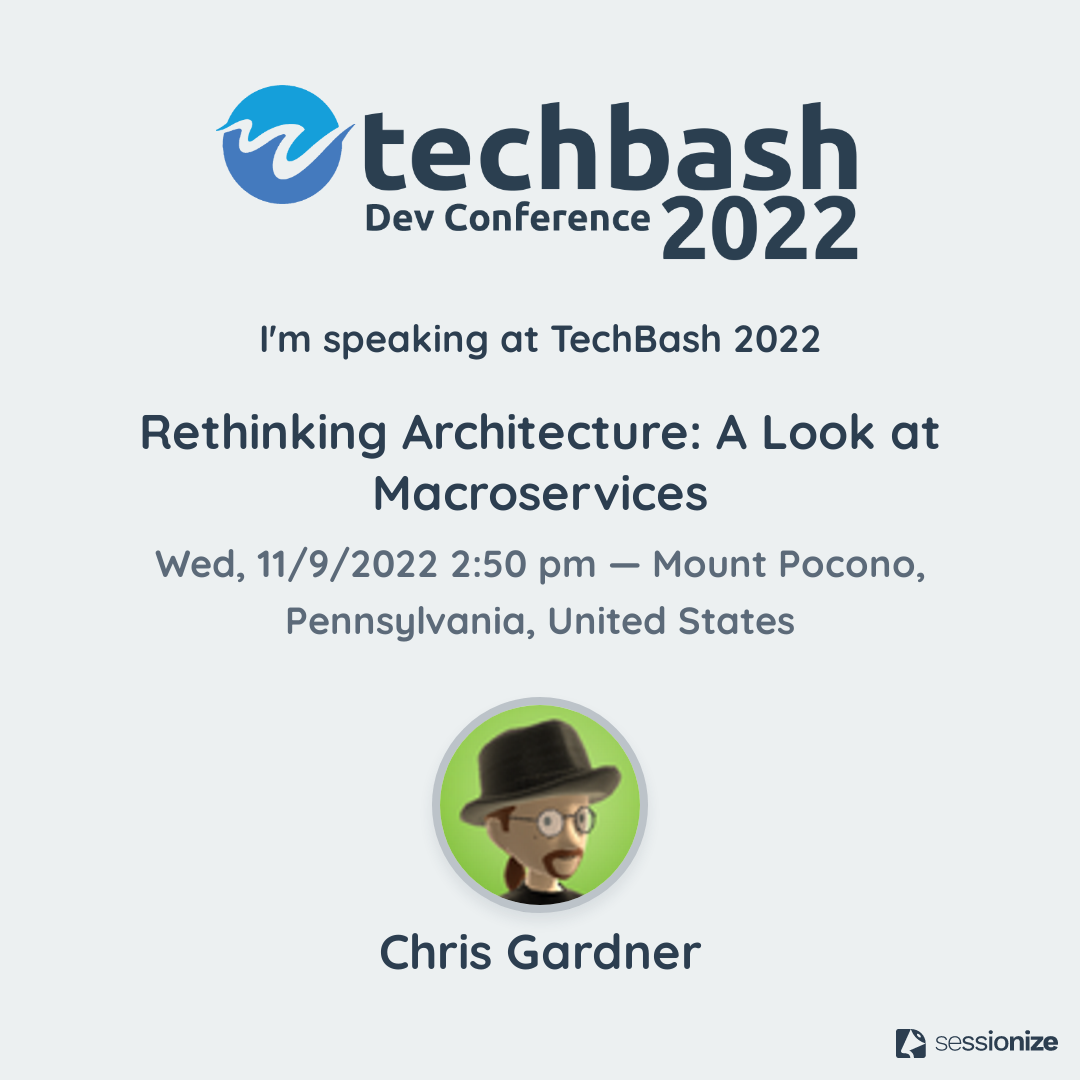 techbash
Dev Conference 2022
I'm speaking at TechBash 2022
Rethinking Architecture: A Look at
Macroservices
Wed, 11/9/2022 2:50 pm — Mount Pocono,
Pennsylvania, United States
Chris Gardner
sessionize